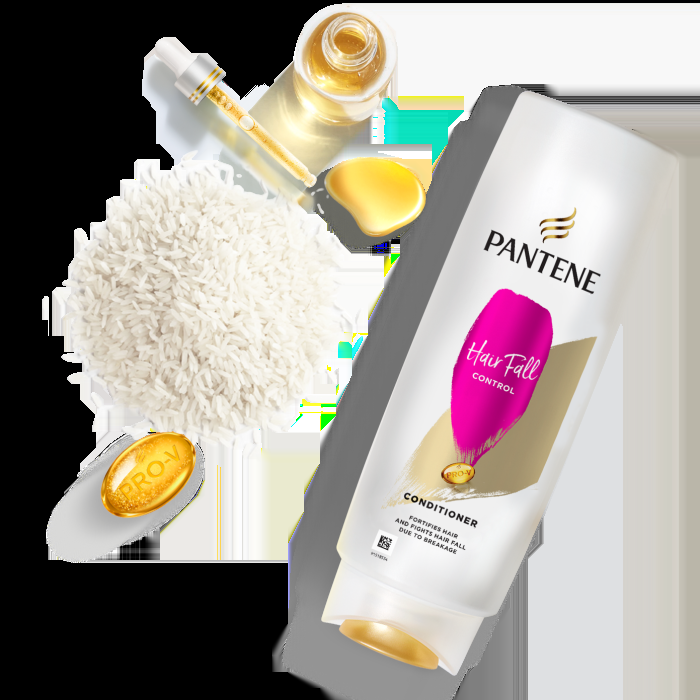 PANTENE
Hair Fall
CONTROL
PRO-V
CONDITIONER
FORTIFIES HAIR
AND FIGHTS HAIR FALL
DUE TO BREAKAGE
PRO-V